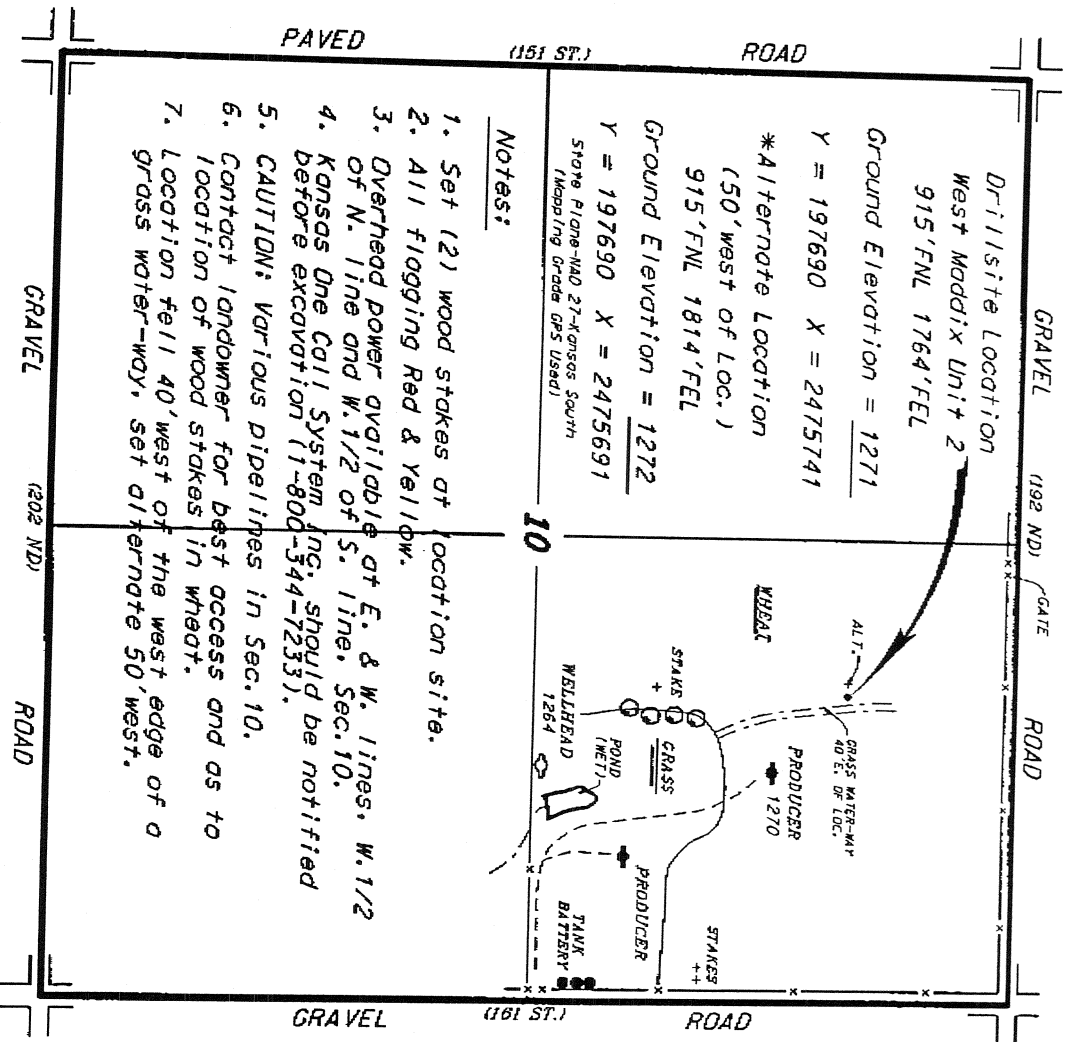 GRAVEL (192 ND) ROAD
GATE
PAVED (151 ST.) ROAD
Drillsite Location
West Maddix Unit 2
915'FNL 1764'FEL
Ground Elevation = 1271
Y = 197690 X = 2475741
*Alternate Location
(50'west of Loc.)
915'FNL 1814'FEL
Ground Elevation = 1272
Y = 197690 X = 2475691
State Plane-NAD 27-Kansas South
(Mapping Grade GPS Used)
ALT.
GRASS WATER-WAY
40'E. OF LOC.
WHEAT
PRODUCER
1270
STAKE
+
GRASS
STAKES
++
PRODUCER
POND
(WET)
WELLHEAD
1264
TANK
BATTERY
10
Notes:
1. Set (2) wood stakes at location site.
2. All flagging Red & Yellow.
3. Overhead power available at E. & W. lines, W.1/2
of N. line and W.1/2 of S. line, Sec.10.
4. Kansas One Call System Inc. should be notified
before excavation (1-800-344-7233).
5. CAUTION: Various pipelines in Sec.10.
6. Contact landowner for best access and as to
location of wood stakes in wheat.
7. Location fell 40'west of the west edge of a
grass water-way, set alternate 50'west.
GRAVEL (161 ST.) ROAD
GRAVEL (202 ND) ROAD